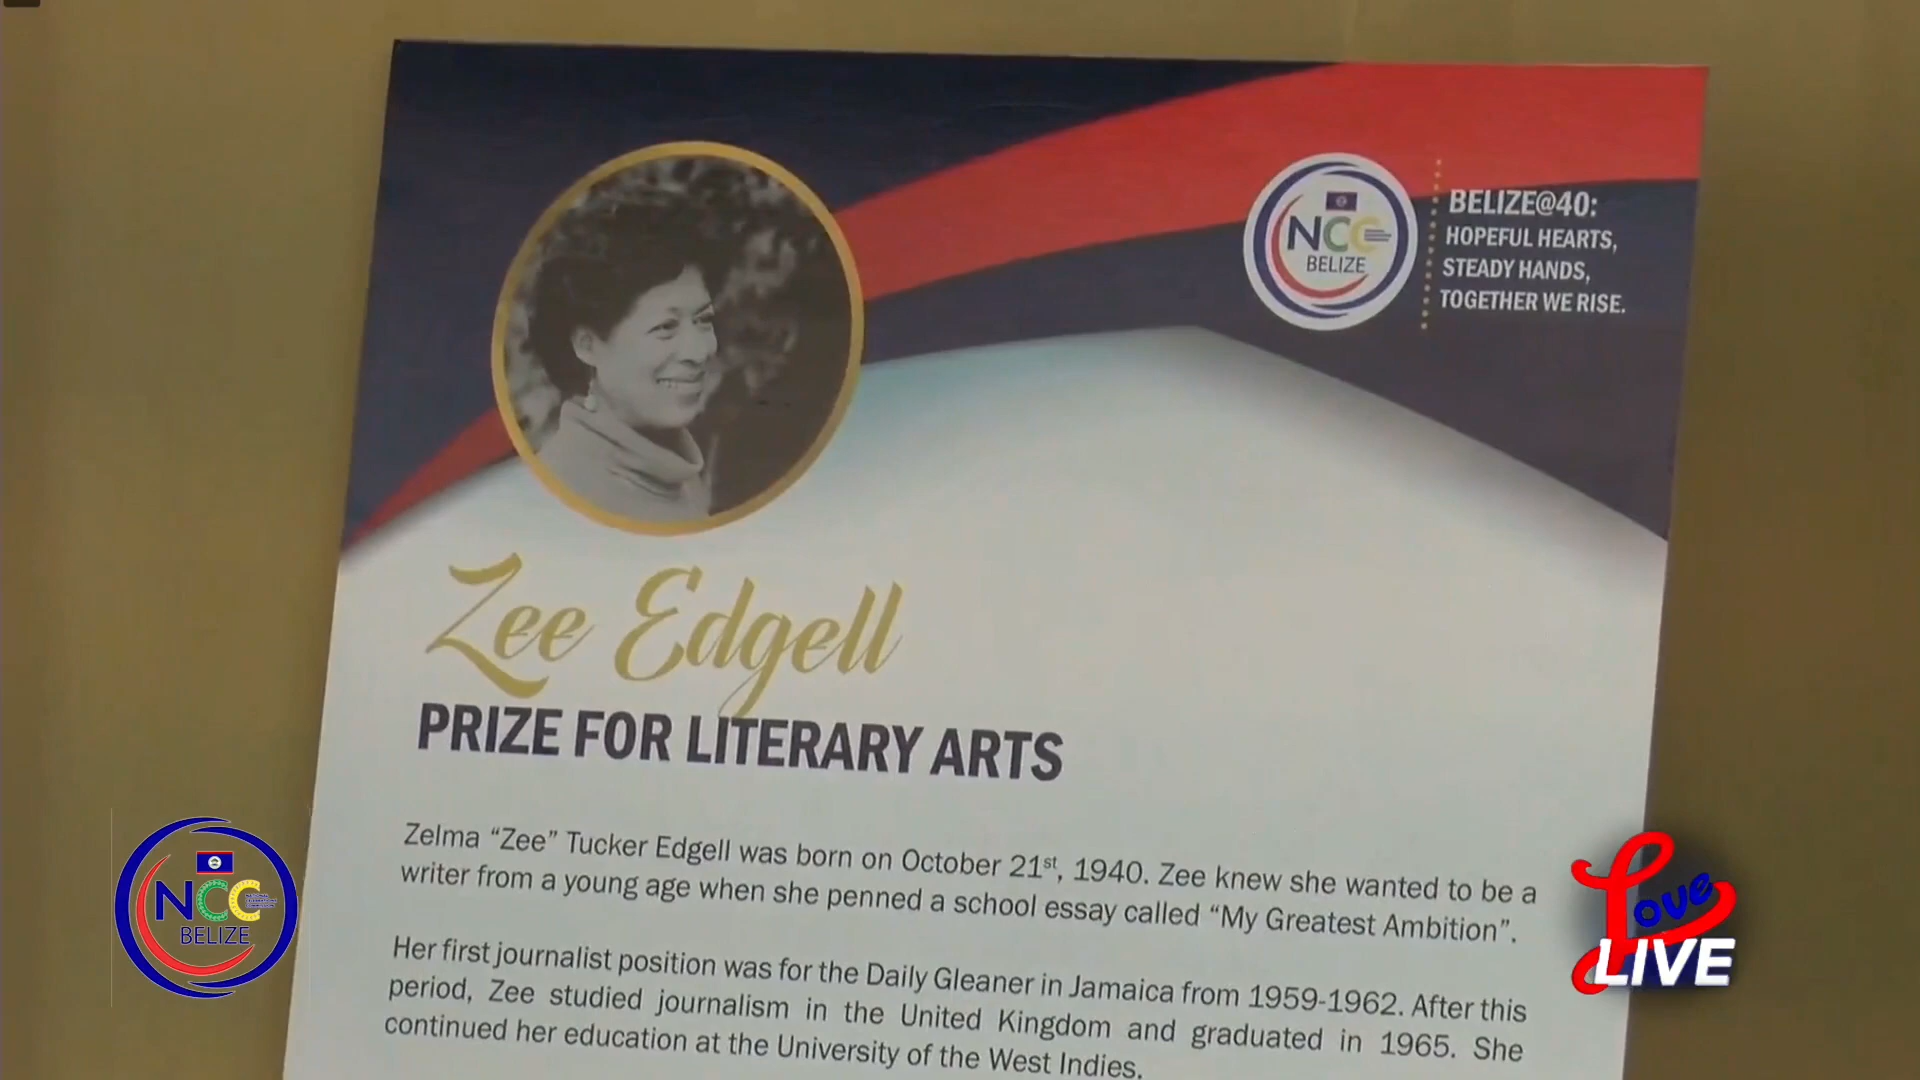 NCC
BELIZE
BELIZE@40:
HOPEFUL HEARTS,
STEADY HANDS,
TOGETHER WE RISE.
Zee Edgell
PRIZE FOR LITERARY ARTS
Zelma “Zee” Tucker Edgell was born on October 21st, 1940. Zee knew she wanted to be a
writer from a young age when she penned a school essay called “My Greatest Ambition”.
Her first journalist position was for the Daily Gleaner in Jamaica from 1959-1962. After this
period, Zee studied journalism in the United Kingdom and graduated in 1965. She
continued her education at the University of the West Indies.
NCC
BELIZE
Love
LIVE